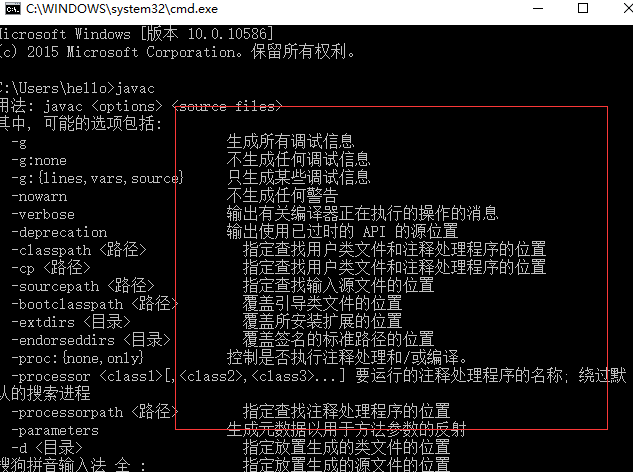 C:\WINDOWS\system32\cmd.exe
Microsoft Windows [版本 10.0.10586]
(c) 2015 Microsoft Corporation。保留所有权利。
C:\Users\hello>javac
用法: javac <options> <source files>
其中, 可能的选项包括:
-g 生成所有调试信息
-g:none 不生成任何调试信息
-g:{lines,vars,source} 只生成某些调试信息
-nowarn 不生成任何警告
-verbose 输出有关编译器正在执行的操作的消息
-deprecation 输出使用已过时的 API 的源位置
-classpath <路径> 指定查找用户类文件和注释处理程序的位置
-cp <路径> 指定查找用户类文件和注释处理程序的位置
-sourcepath <路径> 指定查找输入源文件的位置
-bootclasspath <路径> 覆盖引导类文件的位置
-extdirs <目录> 覆盖所安装扩展的位置
-endorseddirs <目录> 覆盖签名的标准路径的位置
-proc:{none,only} 控制是否执行注释处理和/或编译。
-processor <class1>[,<class2>,<class3>...] 要运行的注释处理程序的名称; 绕过默
认的搜索进程
-processorpath <路径> 指定查找注释处理程序的位置
-parameters 生成元数据以用于方法参数的反射
-d <目录> 指定放置生成的类文件的位置
搜狗拼音输入法 全 : 指定放置生成的源文件的位置